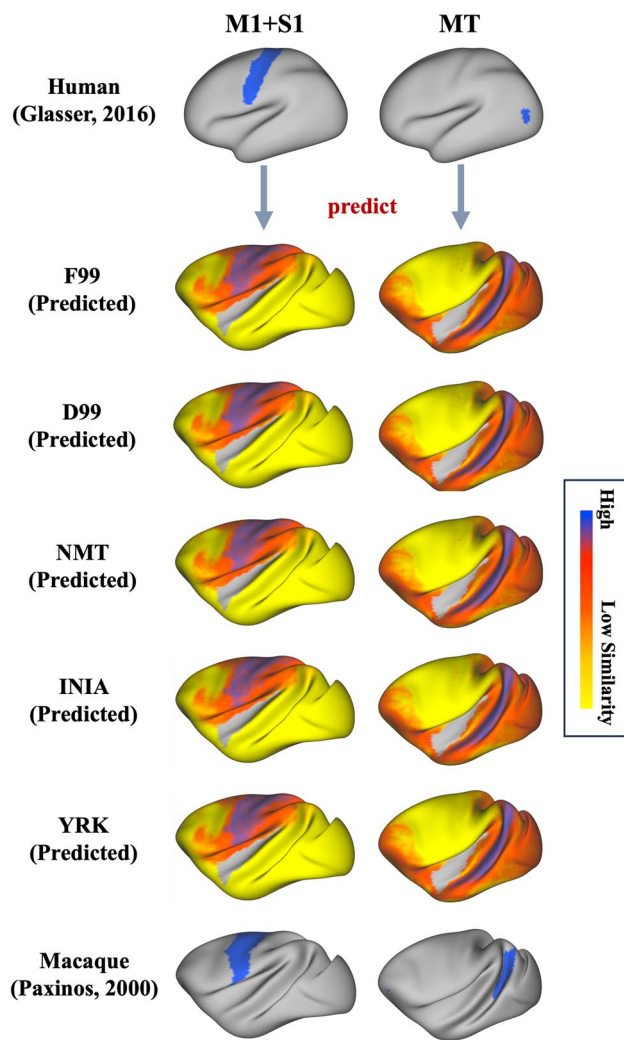 M1+S1 MT
Human
(Glasser, 2016)
predict
F99
(Predicted)
D99
(Predicted)
NMT
(Predicted)
INIA
(Predicted)
YRK
(Predicted)
Macaque
(Paxinos, 2000)
High
Low Similarity